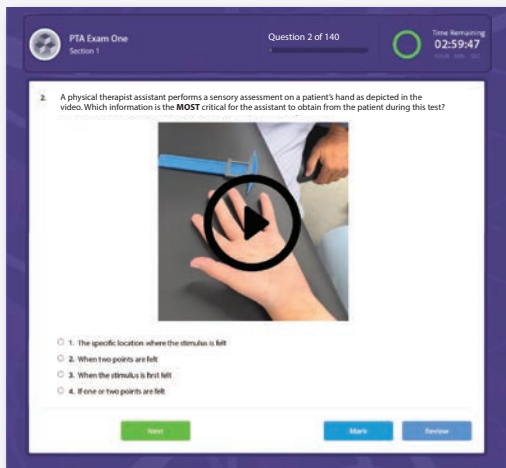 PTA Exam One
Section 1
Question 2 of 140
Time Remaining
02:59:47
HOUR MIN SEC
2. A physical therapist assistant performs a sensory assessment on a patient's hand as depicted in the
video. Which information is the MOST critical for the assistant to obtain from the patient during this test?
1. The specific location where the stimulus is felt
2. When two points are felt
3. When the stimulus is first felt
4. If one or two points are felt
Next
Mark
Review